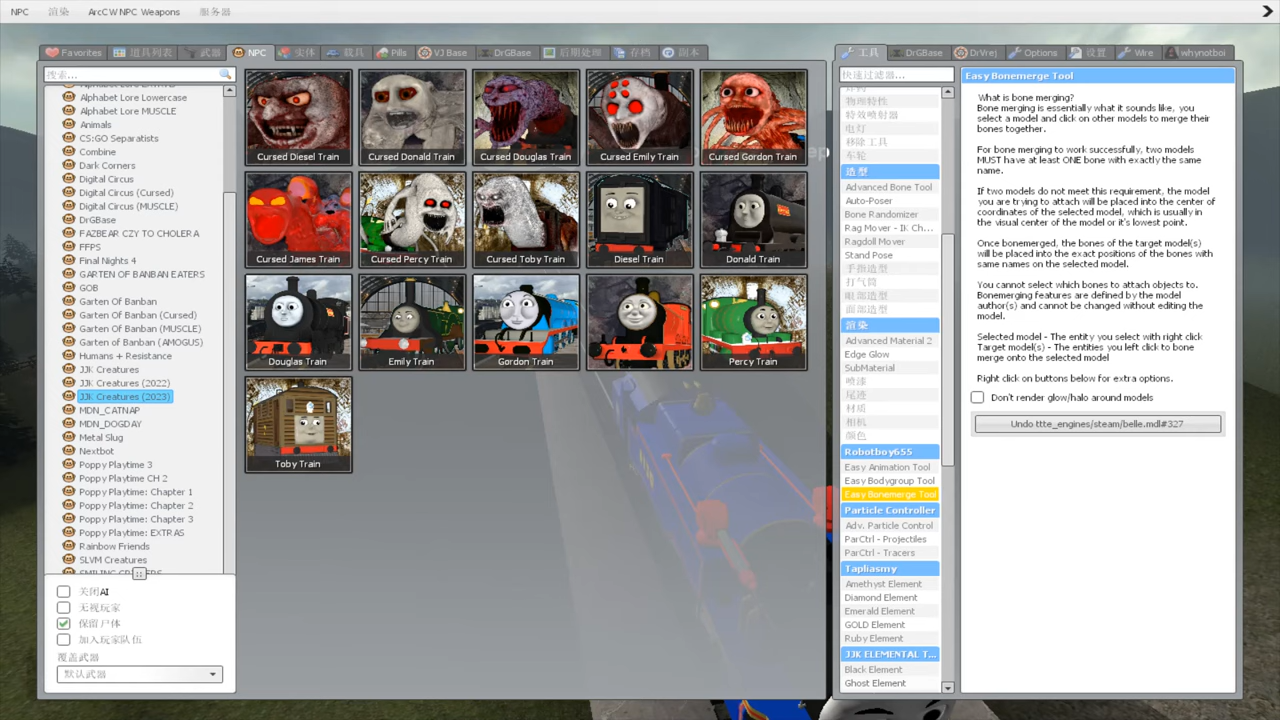 NPC 渲染 ArcCW NPC Weapons 服务器
Favorites 道具列表 武器 NPC 实体 载具 Pills VJ Base DrGBase 后期处理 存档 副本
搜索...
Alphabet Lore Lowercase
Alphabet Lore MUSCLE
Animals
CS:GO Separatists
Combine
Dark Corners
Digital Circus
Digital Circus (Cursed)
Digital Circus (MUSCLE)
DrGBase
FAZBEAR CZY TO CHOLERA
FFPS
Final Nights 4
GARTEN OF BANBAN EATERS
GOB
Garten Of Banban
Garten Of Banban (Cursed)
Garten Of Banban (MUSCLE)
Garten of Banban (AMOGUS)
Humans + Resistance
JJK Creatures
JJK Creatures (2022)
JJK Creatures (2023)
MDN_CATNAP
MDN_DOGDAY
Metal Slug
Nextbot
Poppy Playtime 3
Poppy Playtime CH 2
Poppy Playtime: Chapter 1
Poppy Playtime: Chapter 2
Poppy Playtime: Chapter 3
Poppy Playtime: EXTRAS
Rainbow Friends
SLVM Creatures
关闭AI
无视玩家
保留尸体
加入玩家队伍
覆盖武器
默认武器
Cursed Diesel Train
Cursed Donald Train
Cursed Douglas Train
Cursed Emily Train
Cursed Gordon Train
Cursed James Train
Cursed Percy Train
Cursed Toby Train
Diesel Train
Donald Train
Douglas Train
Emily Train
Gordon Train
James Train
Percy Train
Toby Train
工具 DrGBase DrVrej Options 设置 Wire whynotboi
快速过滤器...
物理特性
特效喷射器
电灯
移除工具
车轮
造型
Advanced Bone Tool
Auto-Poser
Bone Randomizer
Rag Mover - IK Ch...
Ragdoll Mover
Stand Pose
手指造型
打气筒
眼部造型
面部造型
渲染
Advanced Material 2
Edge Glow
SubMaterial
喷漆
尾迹
材质
相机
颜色
Robotboy655
Easy Animation Tool
Easy Bodygroup Tool
Easy Bonemerge Tool
Particle Controller
Adv. Particle Control
ParCtrl - Projectiles
ParCtrl - Tracers
Tapliasmy
Amethyst Element
Diamond Element
Emerald Element
GOLD Element
Ruby Element
JJK ELEMENTAL T...
Black Element
Ghost Element
Easy Bonemerge Tool
What is bone merging?
Bone merging is essentially what it sounds like, you
select a model and click on other models to merge their
bones together.
For bone merging to work successfully, two models
MUST have at least ONE bone with exactly the same
name.
If two models do not meet this requirement, the model
you are trying to attach will be placed into the center of
coordinates of the selected model, which is usually in
the visual center of the model or it's lowest point.
Once bonemerged, the bones of the target model(s)
will be placed into the exact positions of the bones with
same names on the selected model.
You cannot select which bones to attach objects to.
Bonemerging features are defined by the model
author(s) and cannot be changed without editing the
model.
Selected model - The entity you select with right click
Target model(s) - The entities you left click to bone
merge onto the selected model
Right click on buttons below for extra options.
Don't render glow/halo around models
Undo ttte_engines/steam/belle.mdl#327